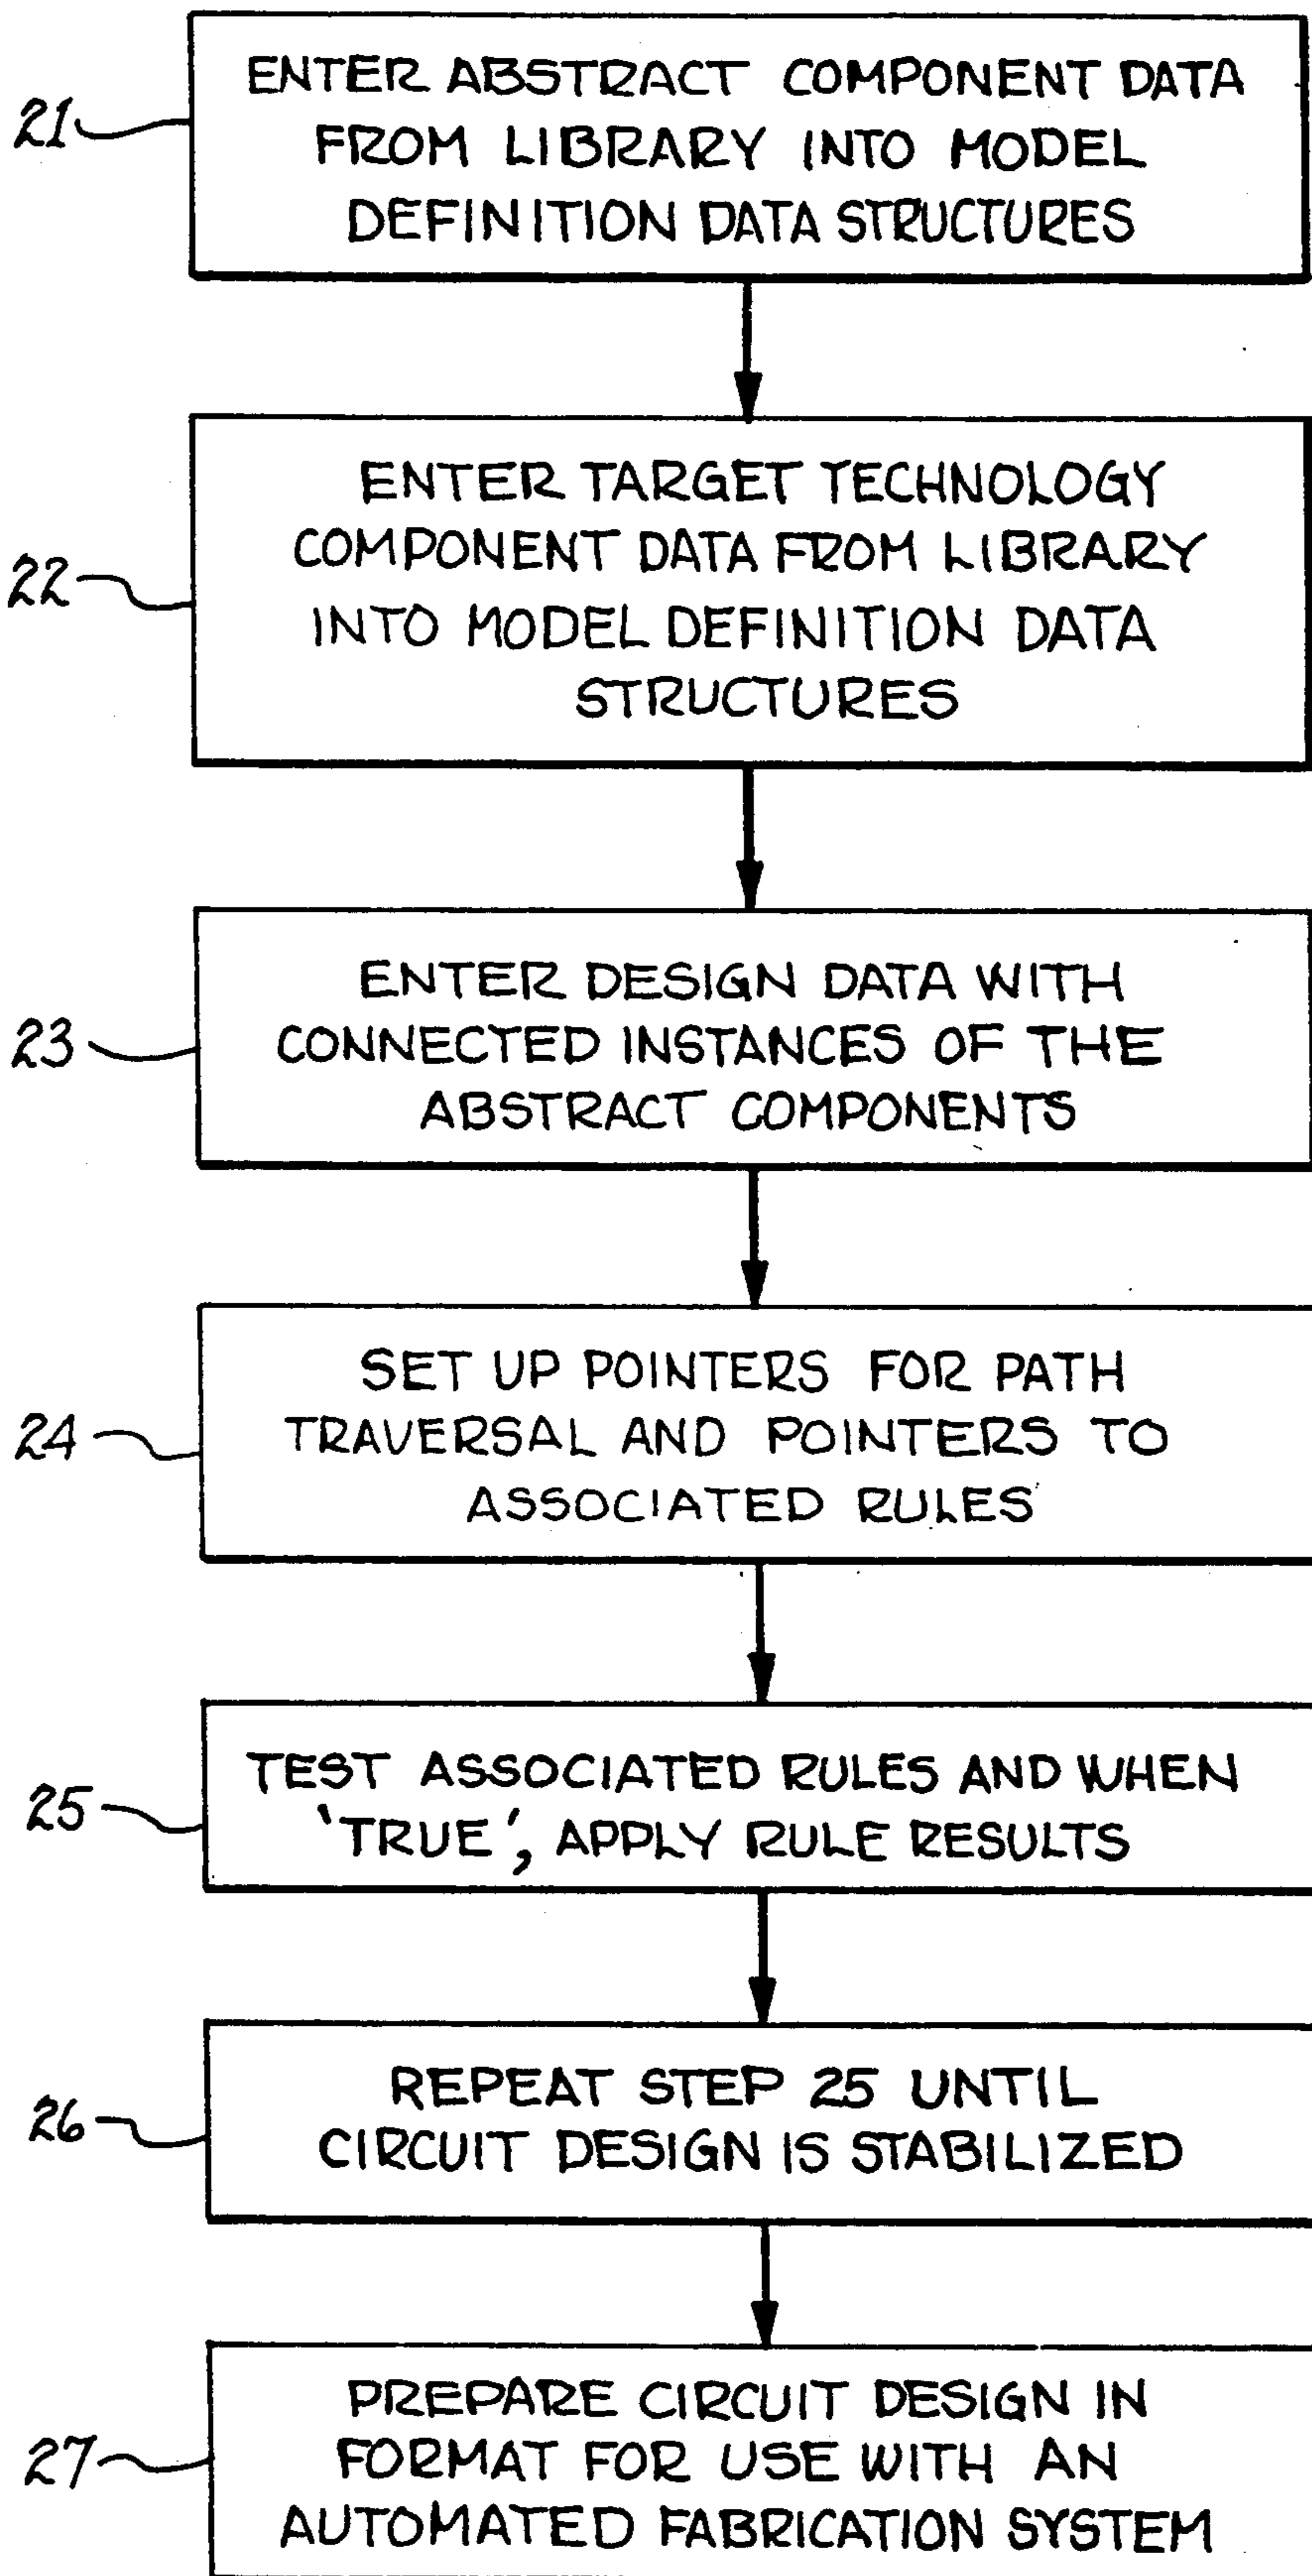 21
ENTER ABSTRACT COMPONENT DATA
FROM LIBRARY INTO MODEL
DEFINITION DATA STRUCTURES
22
ENTER TARGET TECHNOLOGY
COMPONENT DATA FROM LIBRARY
INTO MODEL DEFINITION DATA
STRUCTURES
23
ENTER DESIGN DATA WITH
CONNECTED INSTANCES OF THE
ABSTRACT COMPONENTS
24
SET UP POINTERS FOR PATH
TRAVERSAL AND POINTERS TO
ASSOCIATED RULES
25
TEST ASSOCIATED RULES AND WHEN
'TRUE', APPLY RULE RESULTS
26
REPEAT STEP 25 UNTIL
CIRCUIT DESIGN IS STABILIZED
27
PREPARE CIRCUIT DESIGN IN
FORMAT FOR USE WITH AN
AUTOMATED FABRICATION SYSTEM